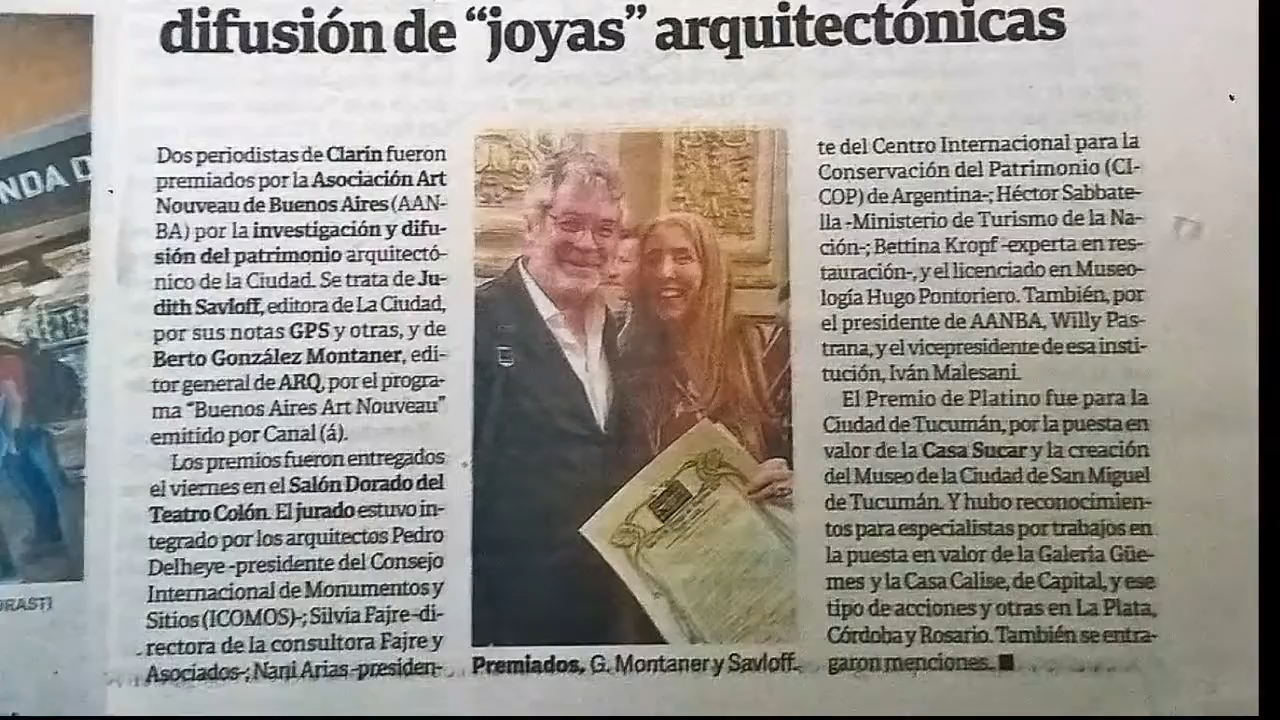 difusión de “joyas” arquitectónicas
NDA D
Dos periodistas de Clarín fueron
premiados por la Asociación Art
Nouveau de Buenos Aires (AAN-
BA) por la investigación y difu-
sión del patrimonio arquitectó-
nico de la Ciudad. Se trata de Ju-
dith Savloff, editora de La Ciudad,
por sus notas GPS y otras, y de
Berto González Montaner, edi-
tor general de ARQ, por el progra-
ma “Buenos Aires Art Nouveau”
emitido por Canal (á).
Los premios fueron entregados
el viernes en el Salón Dorado del
Teatro Colón. El jurado estuvo in-
tegrado por los arquitectos Pedro
Delheye -presidente del Consejo
Internacional de Monumentos y
Sitios (ICOMOS)-; Silvia Fajre -di-
rectora de la consultora Fajre y
Asociados-; Nani Arias -presiden-
Premiados, G. Montaner y Savloff.
te del Centro Internacional para la
Conservación del Patrimonio (CI-
COP) de Argentina-; Héctor Sabbate-
lla -Ministerio de Turismo de la Na-
ción-; Bettina Kropf -experta en res-
tauración-, y el licenciado en Museo-
logía Hugo Pontoriero. También, por
el presidente de AANBA, Willy Pas-
trana, y el vicepresidente de esa insti-
tución, Iván Malesani.
El Premio de Platino fue para la
Ciudad de Tucumán, por la puesta en
valor de la Casa Sucar y la creación
del Museo de la Ciudad de San Miguel
de Tucumán. Y hubo reconocimien-
tos para especialistas por trabajos en
la puesta en valor de la Galería Güe-
mes y la Casa Calise, de Capital, y ese
tipo de acciones y otras en La Plata,
Córdoba y Rosario. También se entra-
garon menciones.